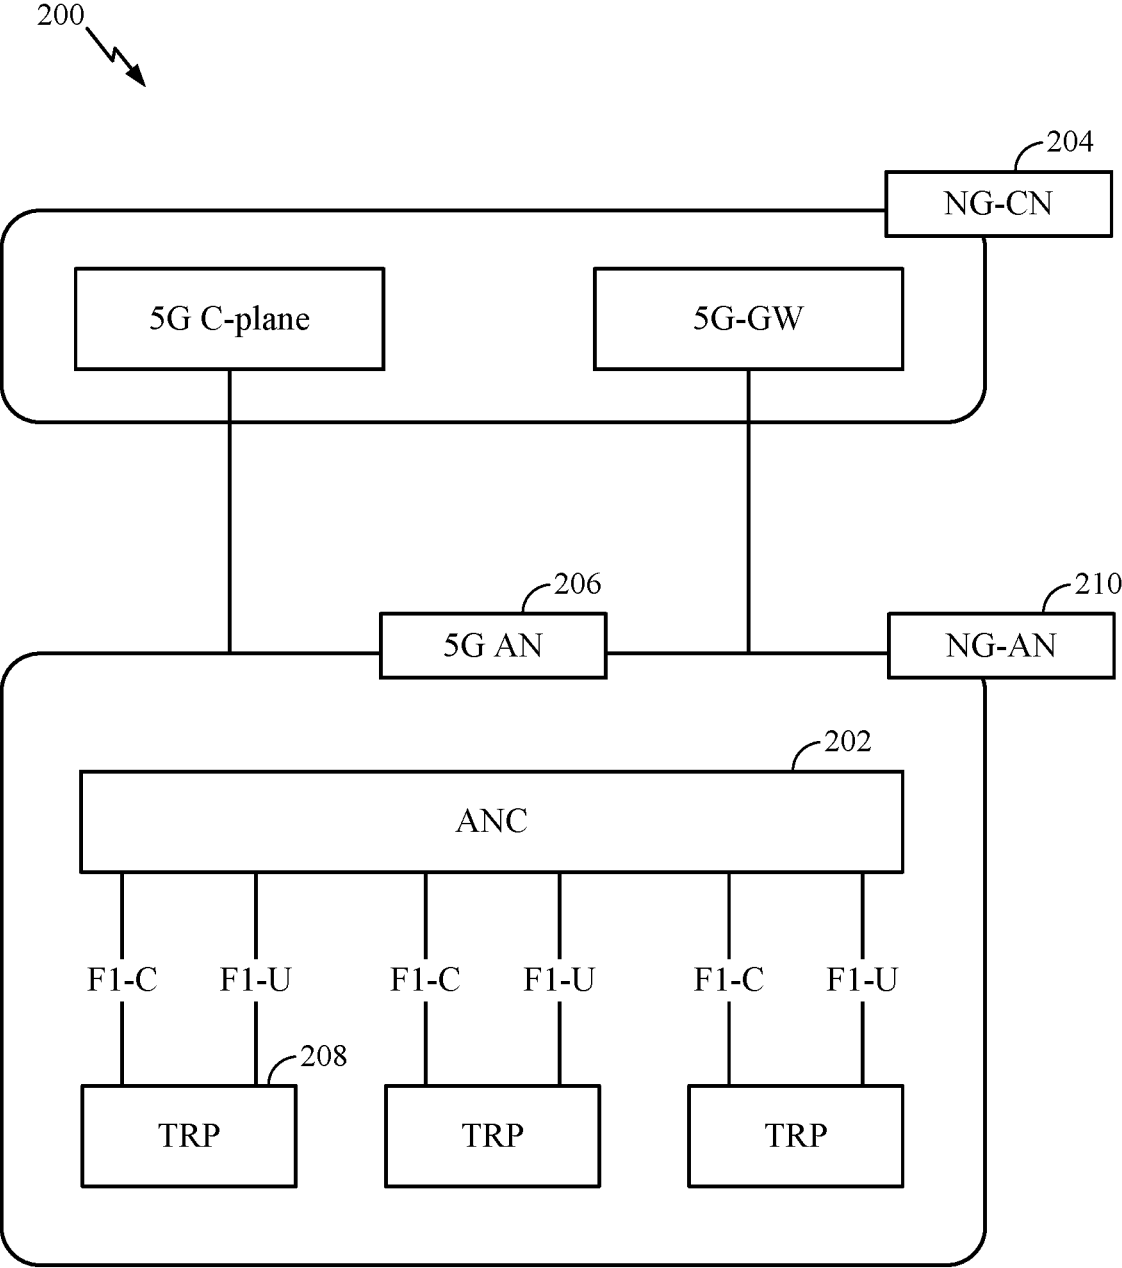 200
204
NG-CN
5G C-plane
5G-GW
206
210
5G AN
NG-AN
202
ANC
F1-C
F1-U
F1-C
F1-U
F1-C
F1-U
208
TRP
TRP
TRP